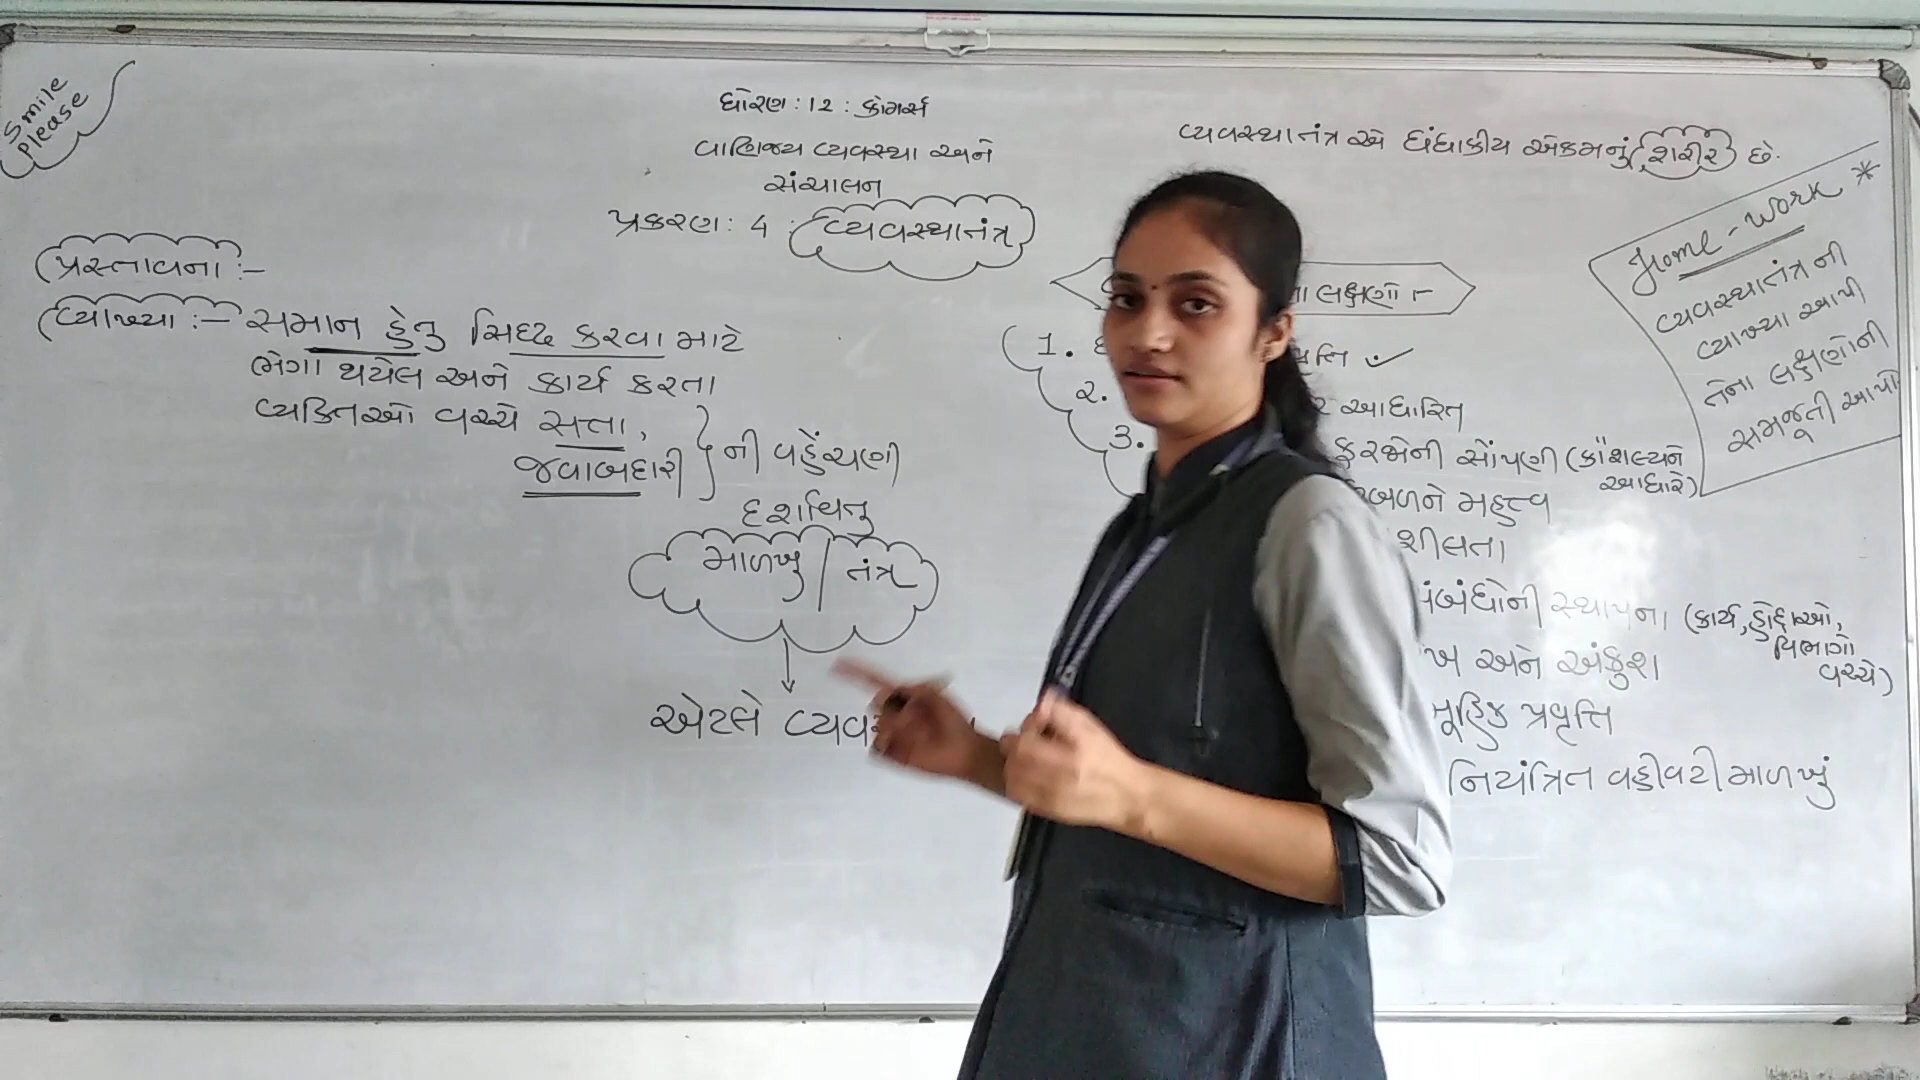 Smile
Please
ધોરણ : 12 : કોમર્સ
વાણિજ્ય વ્યવસ્થા અને
સંચાલન
પ્રકરણ : 4 : વ્યવસ્થાતંત્ર
પ્રસ્તાવના :-
વ્યાખ્યા :- સમાન હેતુ સિધ્ધ કરવા માટે
ભેગા થયેલ અને કાર્ય કરતા
વ્યકિતઓ વચ્ચે સત્તા,
જવાબદારી } ની વહેંચણી
દર્શાવતુ
માળખુ / તંત્ર
એટલે
વ્યવસ્થાતંત્ર એ ધંધાકીય એકમનું શરીર છે.
લક્ષણો :-
1.
2. આધારિત
3. ફરજોની સોંપણી (કૌશલ્યને
આધારે)
મહત્ત્વ
સ્થાપના (કાર્ય, હોદ્દાઓ,
વિભાગો
વચ્ચે)
અને અંકુશ
પ્રવૃત્તિ
નિયંત્રિત વહીવટી માળખું
Home-Work *
વ્યવસ્થાતંત્રની
વ્યાખ્યા આપી
તેના લક્ષણોની
સમજૂતી આપો